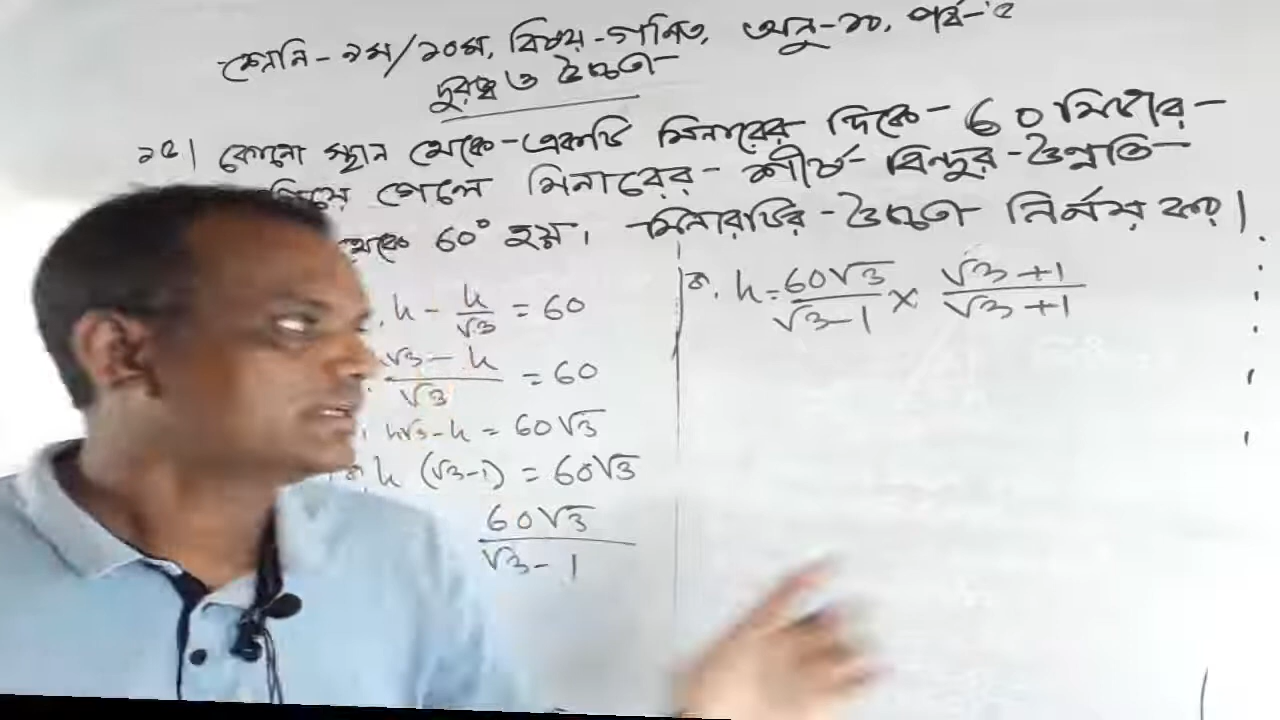 শ্রেণি - ৯ম/১০ম, বিষয় - গণিত, অনু - ১০, পর্ব - ৫
দুরত্ব ও উচ্চতা
১৫। কোনো স্থান থেকে একটি মিনারের দিকে 60 মিটার
গেলে মিনারের শীর্ষ বিন্দুর উন্নতি
থেকে 60° হয়। মিনারটির উচ্চতা নির্ণয় কর।
h - h/√3 = 60
√3 - h / √3 = 60
h√3 - h = 60√3
বা, h (√3 - 1) = 60√3
60√3 / √3 - 1
বা, h = 60√3 / √3 - 1 × √3 + 1 / √3 + 1